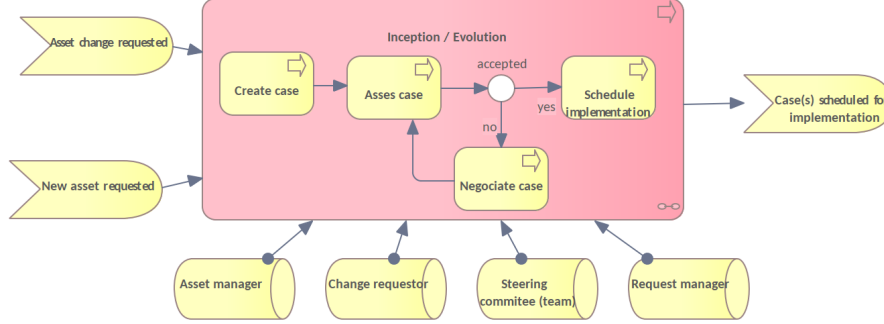 Asset change requested
Inception / Evolution
accepted
Create case
Asses case
Schedule
implementation
yes
no
Case(s) scheduled fo
implementation
New asset requested
Negociate case
Asset manager
Change requestor
Steering
commitee (team)
Request manager